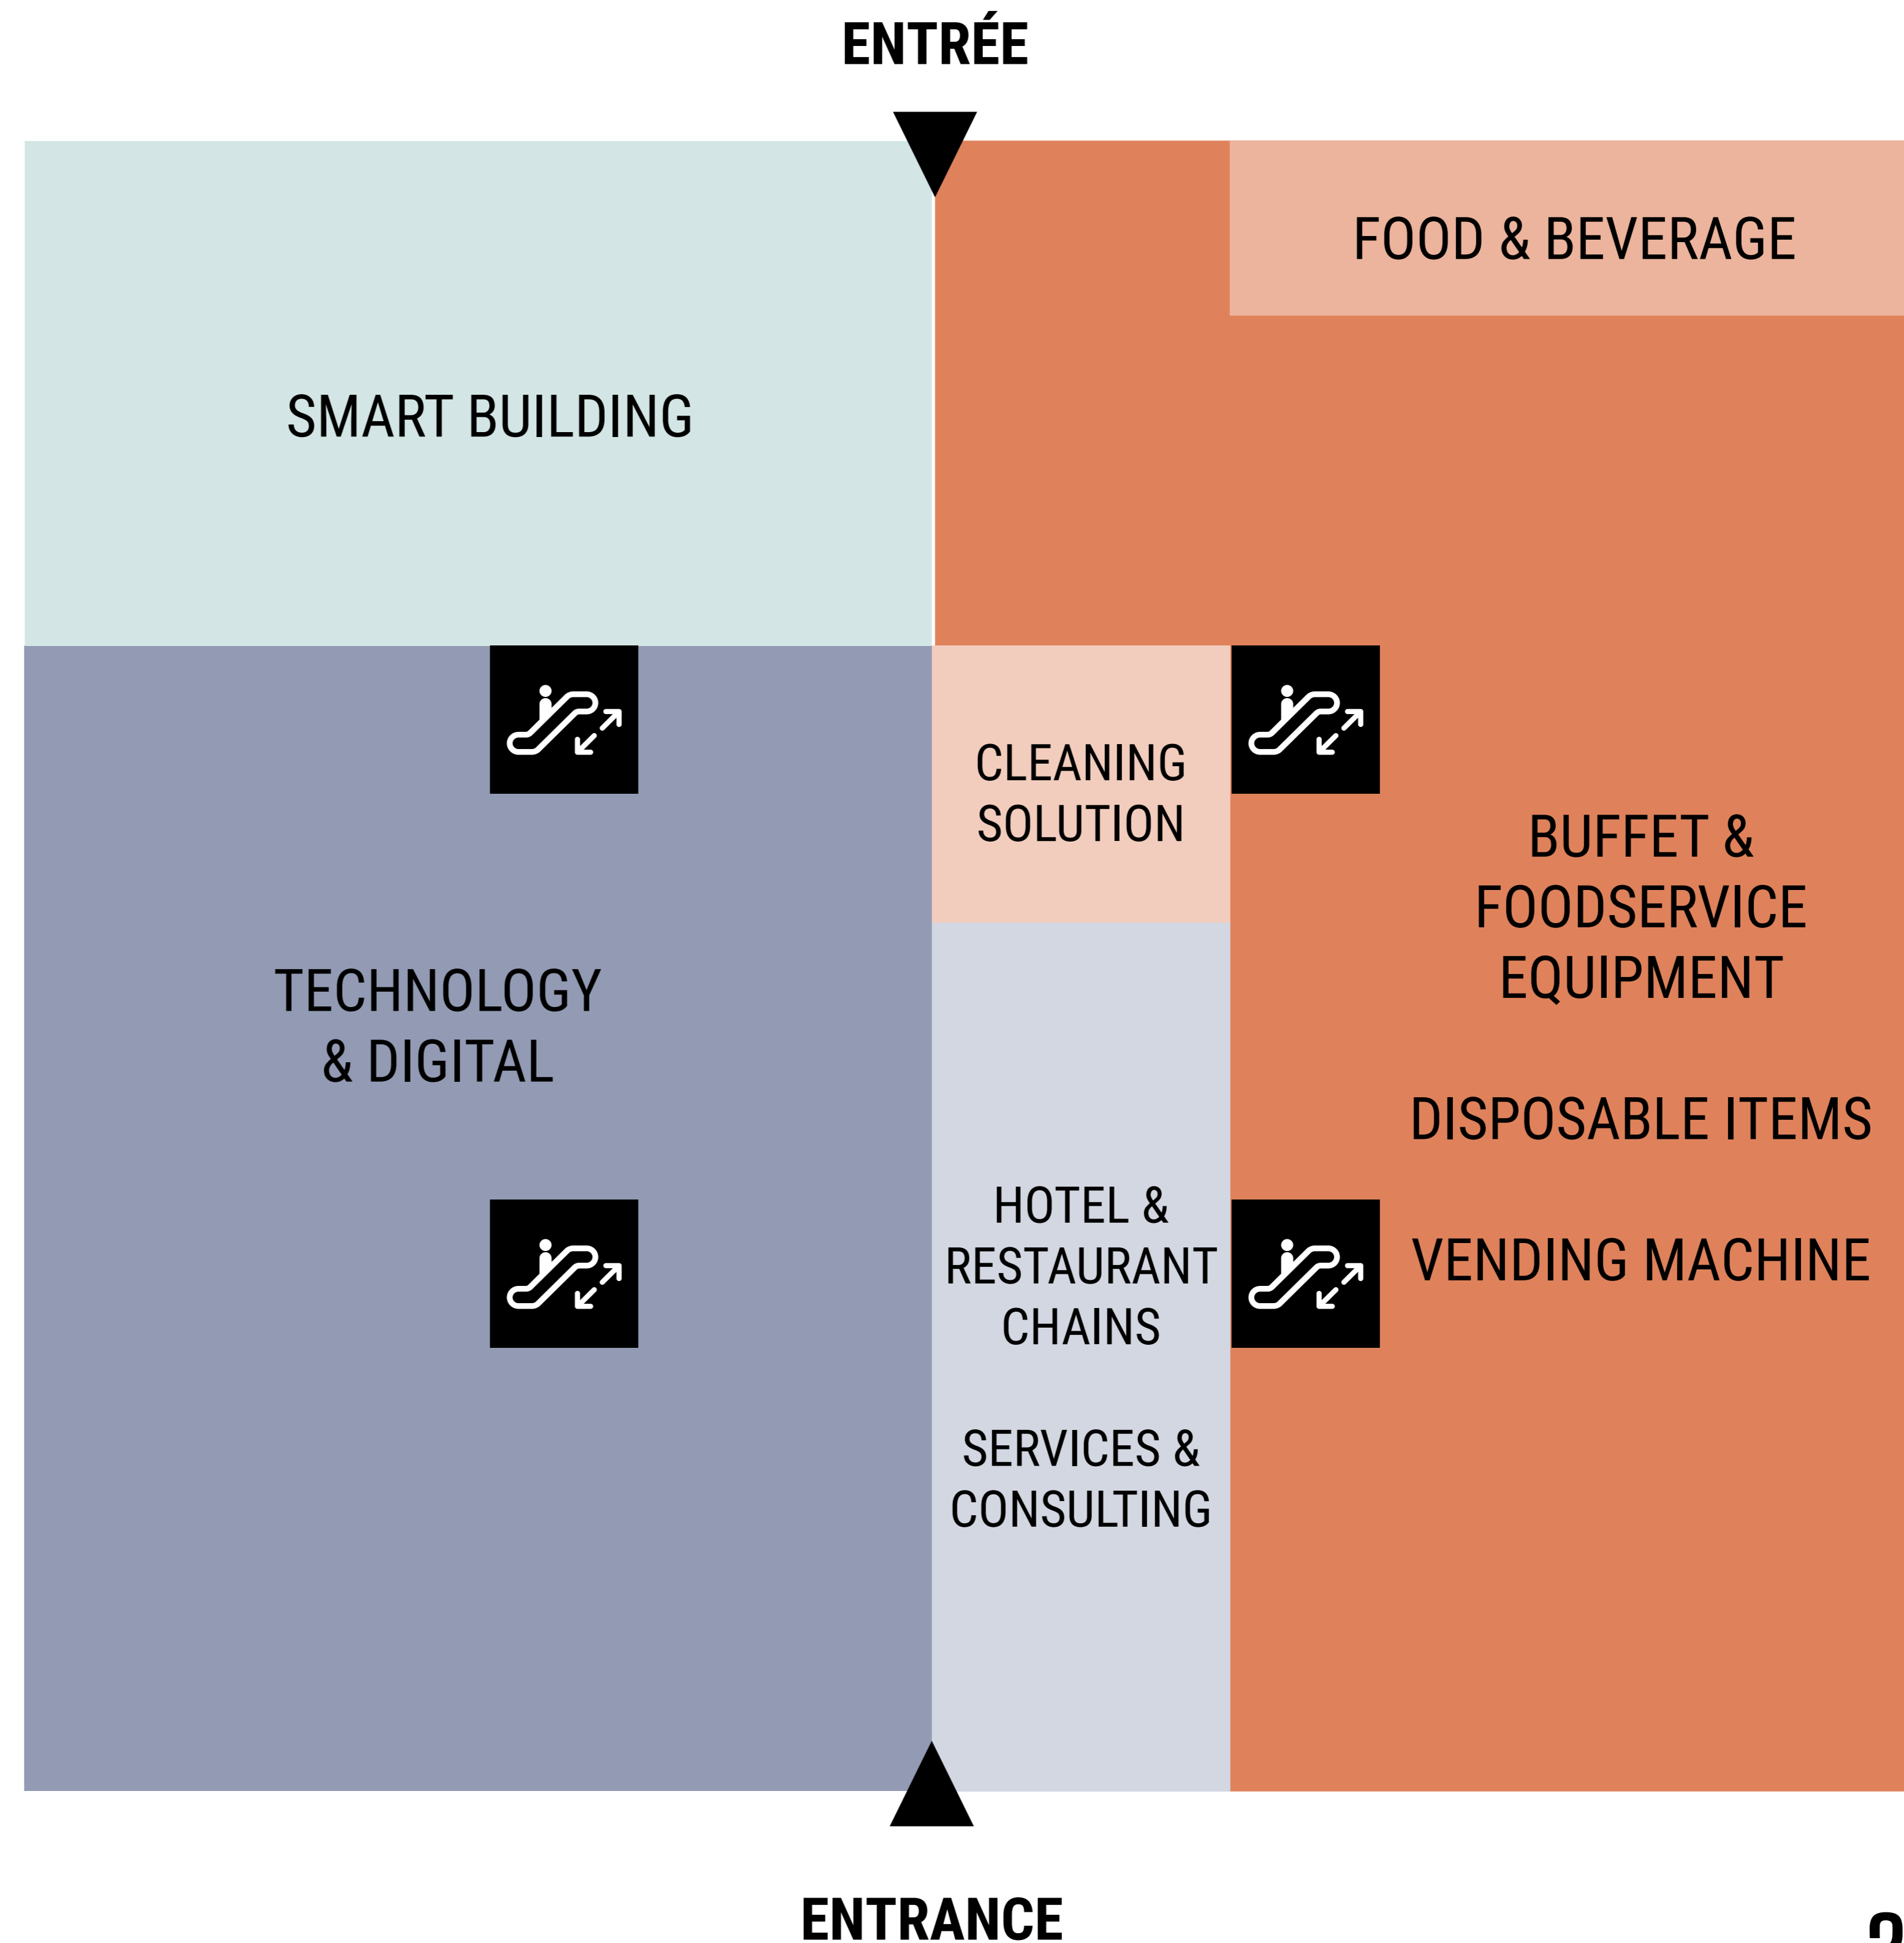 ENTRÉE
FOOD & BEVERAGE
SMART BUILDING
CLEANING
SOLUTION
BUFFET &
FOODSERVICE
EQUIPMENT
TECHNOLOGY
& DIGITAL
DISPOSABLE ITEMS
HOTEL &
RESTAURANT
CHAINS
VENDING MACHINE
SERVICES &
CONSULTING
ENTRANCE